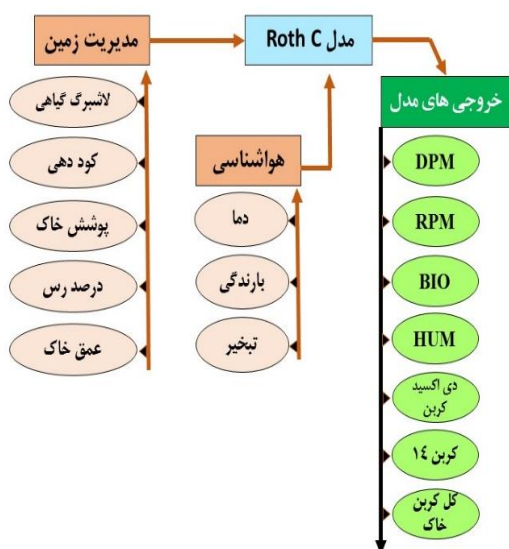 مدل Roth C
مدیریت زمین
خروجی های مدل
لاشبرگ گیاهی
کود دهی
پوشش خاک
درصد رس
عمق خاک
هواشناسی
دما
بارندگی
تبخیر
DPM
RPM
BIO
HUM
دی اکسید
کربن
کربن ١٤
کل کربن
خاک